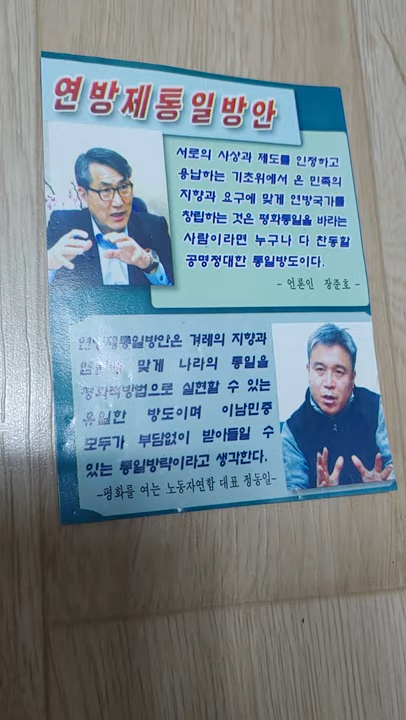 연방제통일방안
서로의 사상과 제도를 인정하고
용납하는 기초위에서 온 민족의
지향과 요구에 맞게 연방국가를
창립하는 것은 평화통일을 바라는
사람이라면 누구나 다 찬동할
공명정대한 통일방도이다.
- 언론인 장준호 -
연방제통일방안은 겨레의 지향과
맞게 나라의 통일을
평화적방법으로 실현할 수 있는
유일한 방도이며 이남민중
모두가 부담없이 받아들일 수
있는 통일방략이라고 생각한다.
-평화를 여는 노동자연합 대표 정동일-